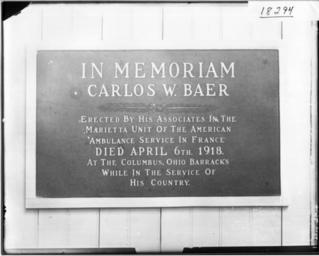 18294
IN MEMORIAM
CARLOS W. BAER
ERECTED BY HIS ASSOCIATES IN THE
MARIETTA UNIT OF THE AMERICAN
AMBULANCE SERVICE IN FRANCE
DIED APRIL 6TH. 1918.
AT THE COLUMBUS, OHIO BARRACKS
WHILE IN THE SERVICE OF
HIS COUNTRY.